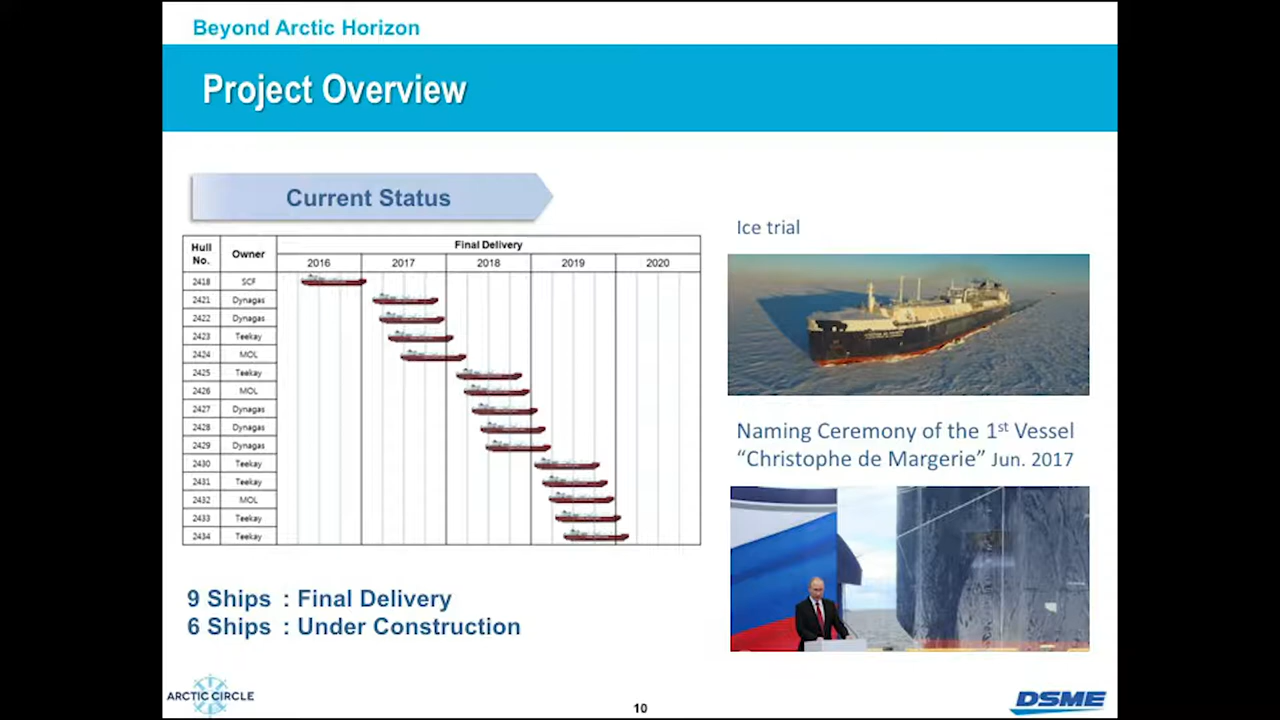 Beyond Arctic Horizon
Project Overview
Current Status
Hull No. Owner Final Delivery
2016 2017 2018 2019 2020
2418 SCF
2421 Dynagas
2422 Dynagas
2423 Teekay
2424 MOL
2425 Teekay
2426 MOL
2427 Dynagas
2428 Dynagas
2429 Dynagas
2430 Teekay
2431 Teekay
2432 MOL
2433 Teekay
2434 Teekay
9 Ships : Final Delivery
6 Ships : Under Construction
Ice trial
Naming Ceremony of the 1st Vessel
“Christophe de Margerie” Jun. 2017
ARCTIC CIRCLE
10
DSME